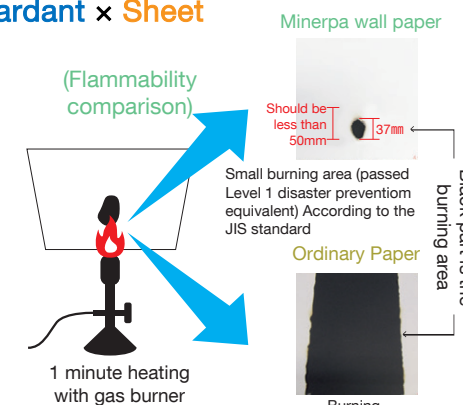 ardant × Sheet
Minerpa wall paper
(Flammability
comparison)
Should be
less than
50mm
37mm
Small burning area (passed
Level 1 disaster preventiom
equivalent) According to the
JIS standard
burning area
Ordinary Paper
1 minute heating
with gas burner
Burning